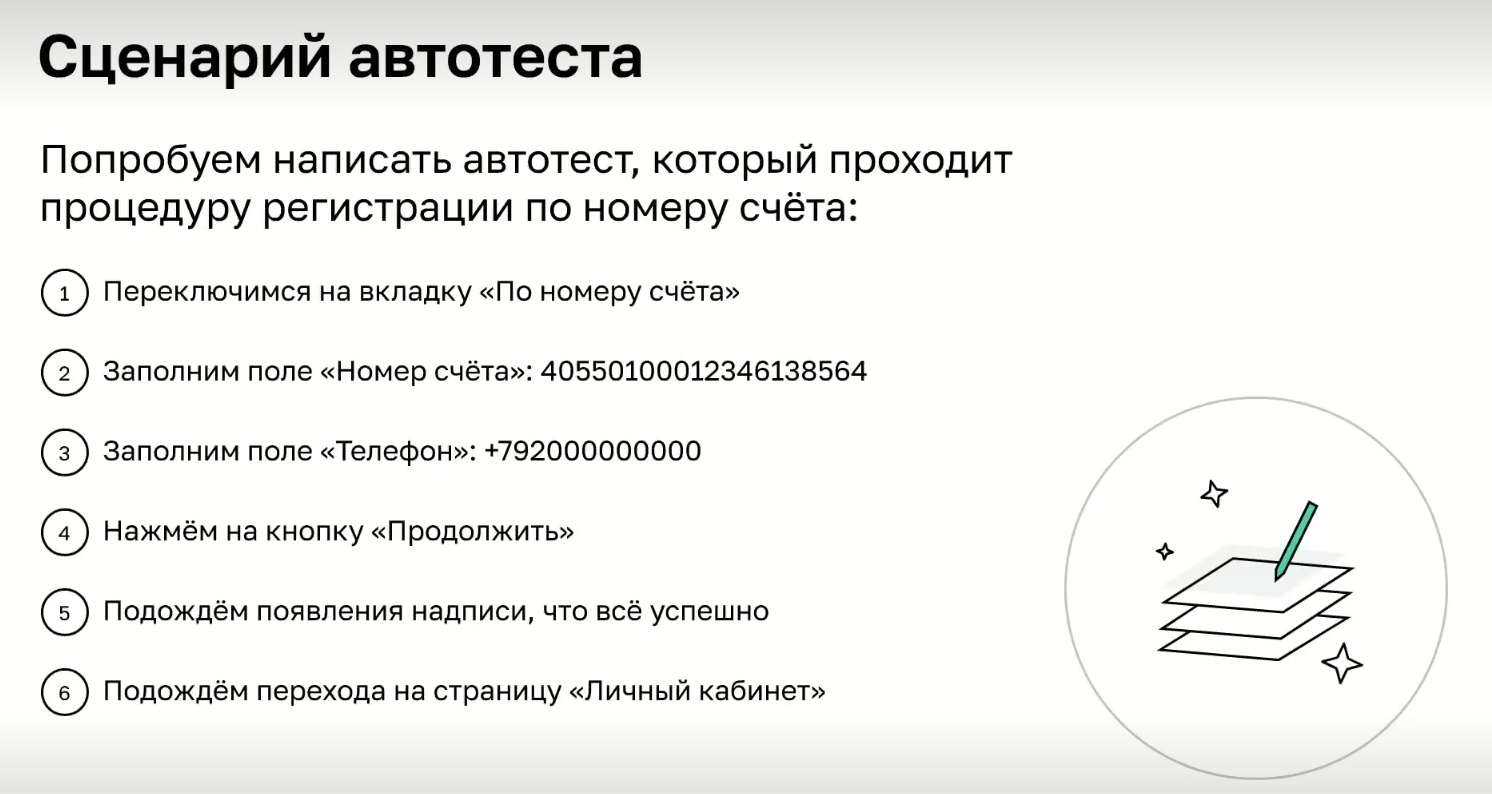 Сценарий автотеста
Попробуем написать автотест, который проходит
процедуру регистрации по номеру счёта:
1 Переключимся на вкладку «По номеру счёта»
2 Заполним поле «Номер счёта»: 40550100012346138564
3 Заполним поле «Телефон»: +792000000000
4 Нажмём на кнопку «Продолжить»
5 Подождём появления надписи, что всё успешно
6 Подождём перехода на страницу «Личный кабинет»